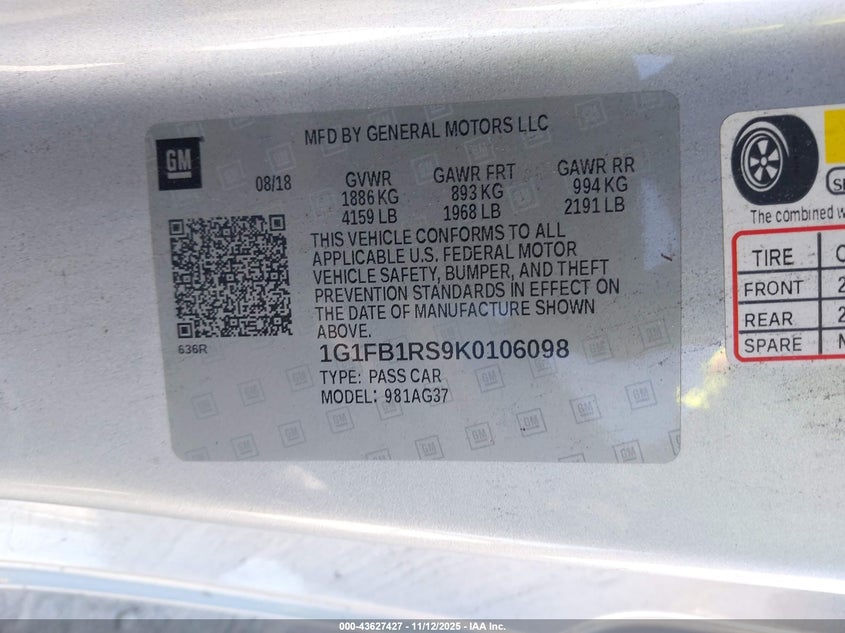 MFD BY GENERAL MOTORS LLC
GM
08/18
GVWR
1886 KG
4159 LB
GAWR FRT
893 KG
1968 LB
GAWR RR
994 KG
2191 LB
THIS VEHICLE CONFORMS TO ALL
APPLICABLE U.S. FEDERAL MOTOR
VEHICLE SAFETY, BUMPER, AND THEFT
PREVENTION STANDARDS IN EFFECT ON
THE DATE OF MANUFACTURE SHOWN
ABOVE.
636R
1G1FB1RS9K0106098
TYPE: PASS CAR
MODEL: 981AG37
The combined
TIRE
FRONT 2
REAR 2
SPARE N
000-43627427 - 11/12/2025 - IAA Inc.